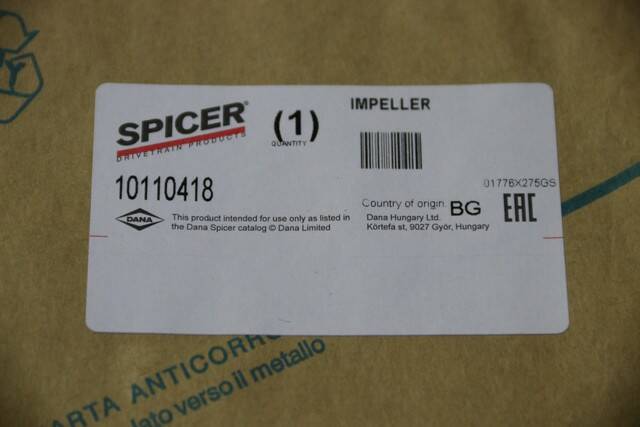 SPICER®
DRIVETRAIN PRODUCTS
(1)
QUANTITY
IMPELLER
10110418
01776X275GS
Country of origin: BG
EAC
DANA
This product intended for use only as listed in
the Dana Spicer catalog © Dana Limited
Dana Hungary Ltd.
Körtefa st, 9027 Győr, Hungary
ARTA ANTICORRO
lato verso il metallo